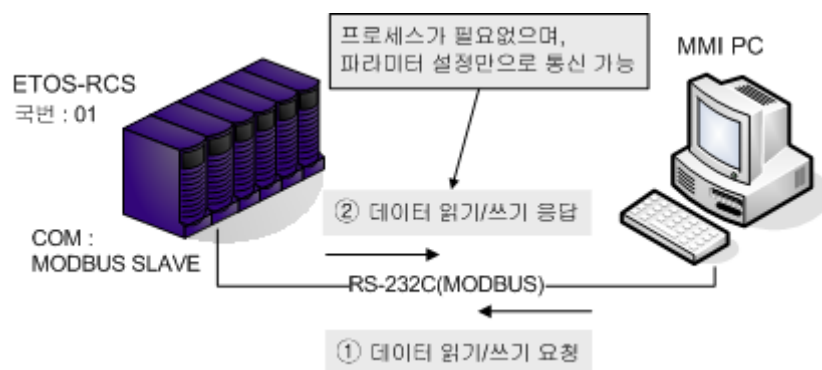 프로세스가 필요없으며,
파라미터 설정만으로 통신 가능
MMI PC
ETOS-RCS
국번 : 01
② 데이터 읽기/쓰기 응답
COM :
MODBUS SLAVE
RS-232C(MODBUS)
① 데이터 읽기/쓰기 요청